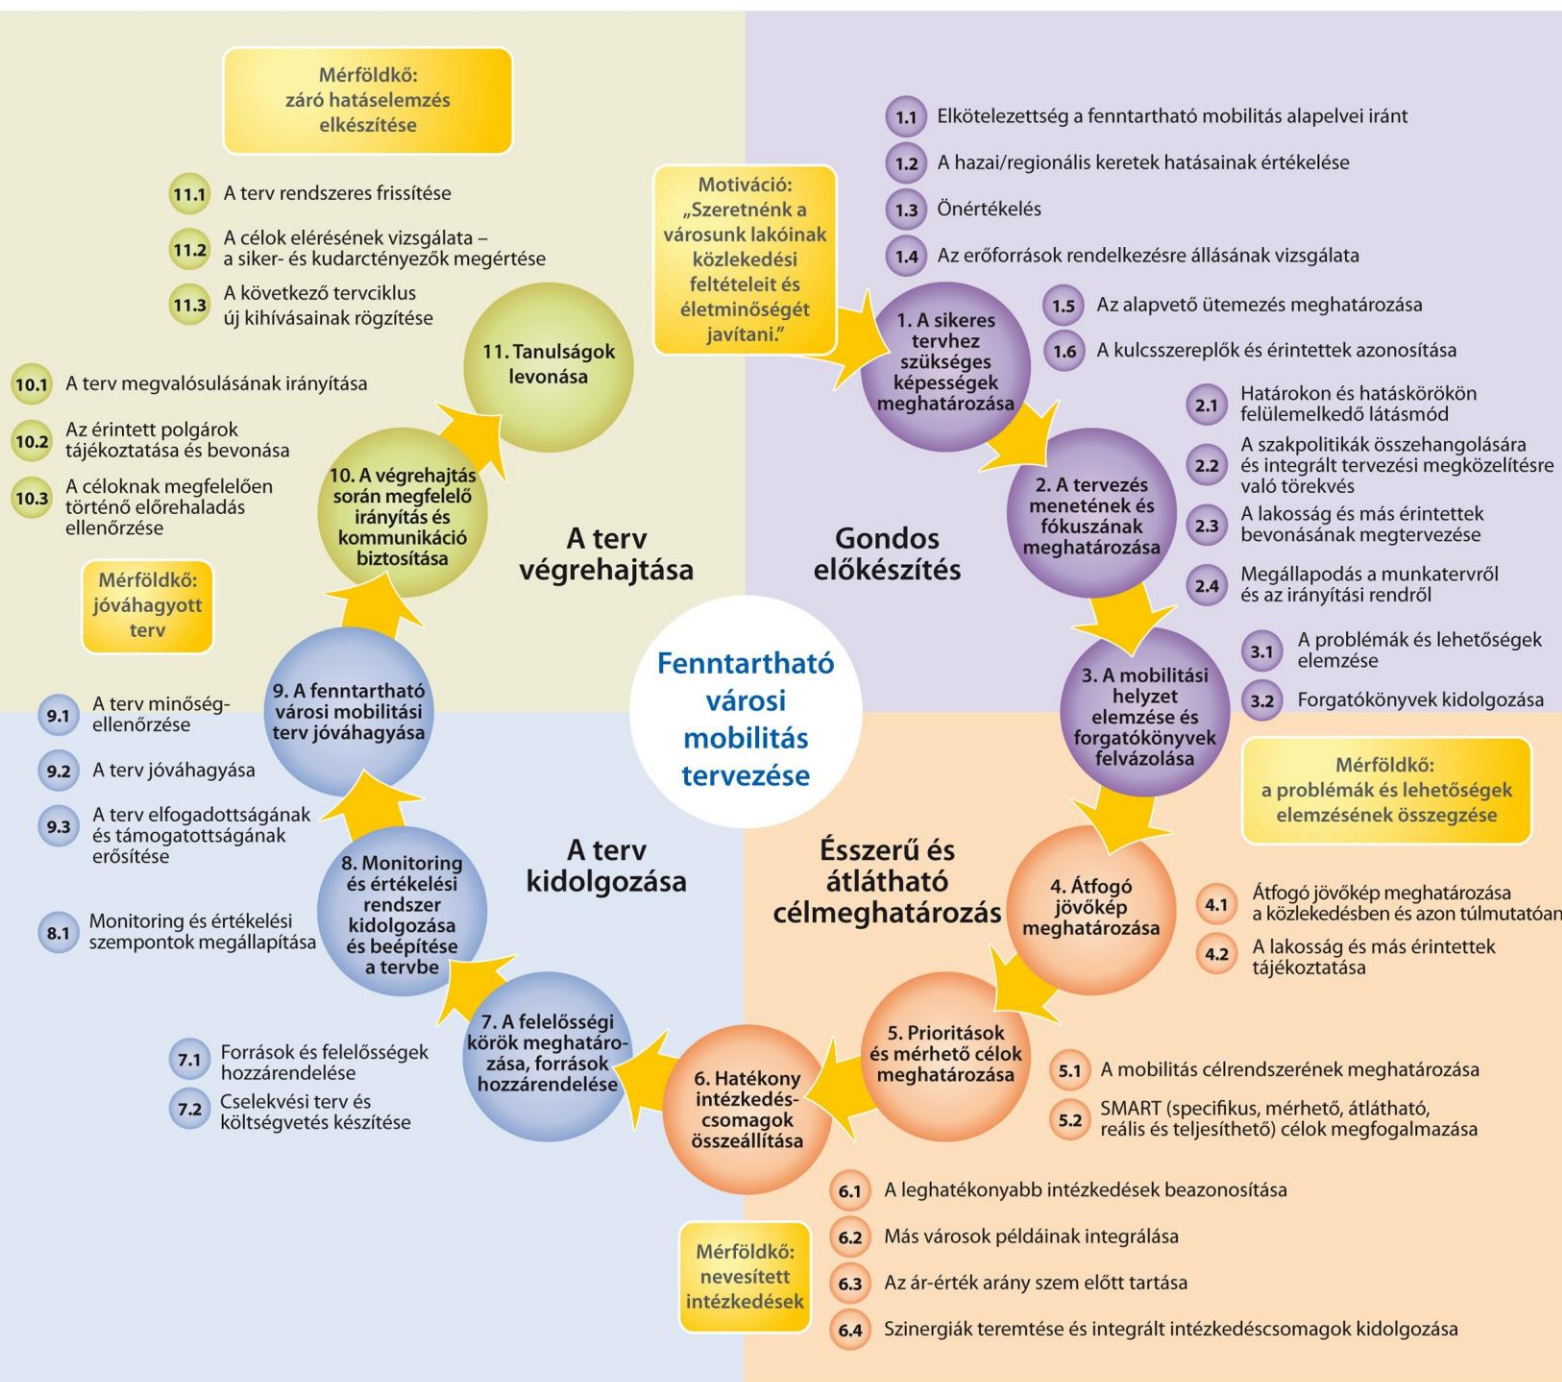 Mérföldkő:
záró hatáselemzés
elkészítése
Motiváció:
„Szeretnénk a
városunk lakóinak
közlekedési
feltételeit és
életminőségét
javítani.”
1.1 Elkötelezettség a fenntartható mobilitás alapelvei iránt
1.2 A hazai/regionális keretek hatásainak értékelése
1.3 Önértékelés
1.4 Az erőforrások rendelkezésre állásának vizsgálata
1.5 Az alapvető ütemezés meghatározása
1.6 A kulcsszereplők és érintettek azonosítása
1. A sikeres
tervhez
szükséges
képességek
meghatározása
2.1 Határokon és hatáskörökön
felülemelkedő látásmód
2.2 A szakpolitikák összehangolására
és integrált tervezési megközelítésre
való törekvés
2.3 A lakosság és más érintettek
bevonásának megtervezése
2.4 Megállapodás a munkatervről
és az irányítási rendről
2. A tervezés
menetének és
fókuszának
meghatározása
Gondos
előkészítés
3.1 A problémák és lehetőségek
elemzése
3.2 Forgatókönyvek kidolgozása
3. A mobilitási
helyzet
elemzése és
forgatókönyvek
felvázolása
Mérföldkő:
a problémák és lehetőségek
elemzésének összegzése
Fenntartható
városi
mobilitás
tervezése
Ésszerű és
átlátható
célmeghatározás
4. Átfogó
jövőkép
meghatározása
4.1 Átfogó jövőkép meghatározása
a közlekedésben és azon túlmutatóan
4.2 A lakosság és más érintettek
tájékoztatása
5. Prioritások
és mérhető célok
meghatározása
5.1 A mobilitás célrendszerének meghatározása
5.2 SMART (specifikus, mérhető, átlátható,
reális és teljesíthető) célok megfogalmazása
6. Hatékony
intézkedés-
csomagok
összeállítása
6.1 A leghatékonyabb intézkedések beazonosítása
6.2 Más városok példáinak integrálása
6.3 Az ár-érték arány szem előtt tartása
6.4 Szinergiák teremtése és integrált intézkedéscsomagok kidolgozása
Mérföldkő:
nevesített
intézkedések
A terv
kidolgozása
7. A felelősségi
körök meghatáro-
zása, források
hozzárendelése
7.1 Források és felelősségek
hozzárendelése
7.2 Cselekvési terv és
költségvetés készítése
8. Monitoring
és értékelési
rendszer
kidolgozása
és beépítése
a tervbe
8.1 Monitoring és értékelési
szempontok megállapítása
9. A fenntartható
városi mobilitási
terv jóváhagyása
9.1 A terv minőség-
ellenőrzése
9.2 A terv jóváhagyása
9.3 A terv elfogadottságának
és támogatottságának
erősítése
Mérföldkő:
jóváhagyott
terv
A terv
végrehajtása
10. A végrehajtás
során megfelelő
irányítás és
kommunikáció
biztosítása
10.1 A terv megvalósulásának irányítása
10.2 Az érintett polgárok
tájékoztatása és bevonása
10.3 A céloknak megfelelően
történő előrehaladás
ellenőrzése
11. Tanulságok
levonása
11.1 A terv rendszeres frissítése
11.2 A célok elérésének vizsgálata –
a siker- és kudarctényezők megértése
11.3 A következő tervciklus
új kihívásainak rögzítése